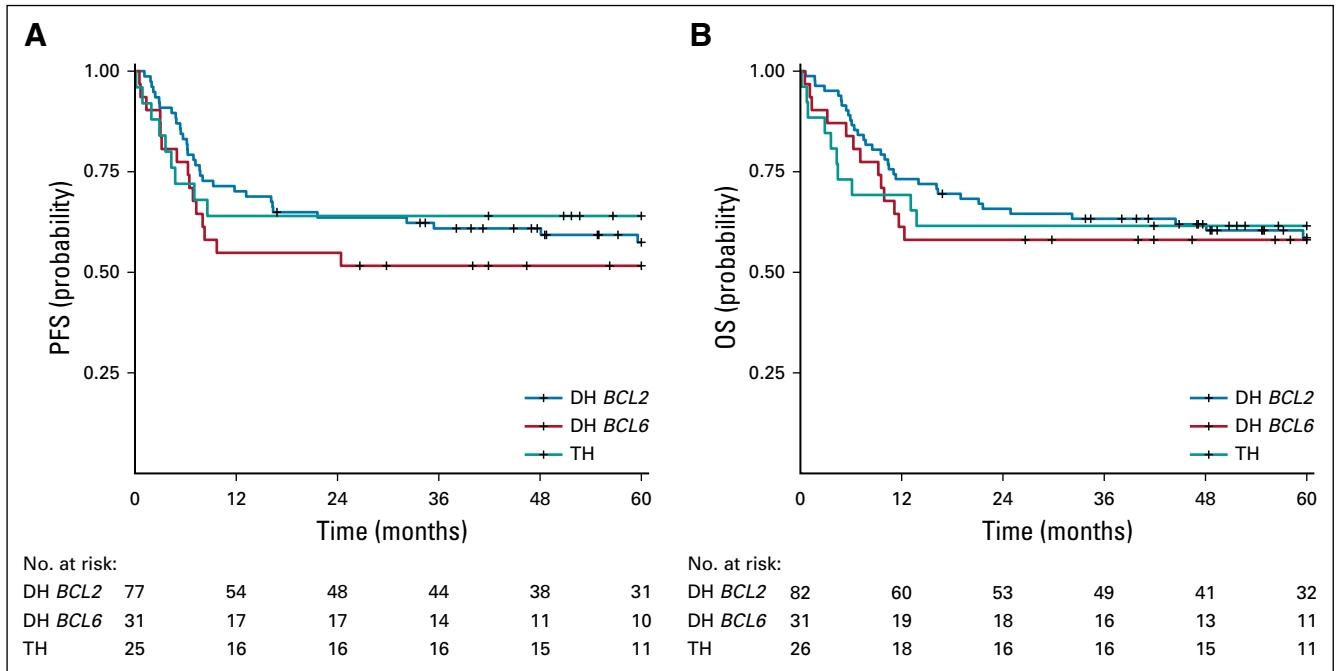 A
PFS (probability)
1.00
0.75
0.50
0.25
DH BCL2
DH BCL6
TH
0 12 24 36 48 60
Time (months)
No. at risk:
DH BCL2 77 54 48 44 38 31
DH BCL6 31 17 17 14 11 10
TH 25 16 16 16 15 11
B
OS (probability)
1.00
0.75
0.50
0.25
DH BCL2
DH BCL6
TH
0 12 24 36 48 60
Time (months)
No. at risk:
DH BCL2 82 60 53 49 41 32
DH BCL6 31 19 18 16 13 11
TH 26 18 16 16 15 11